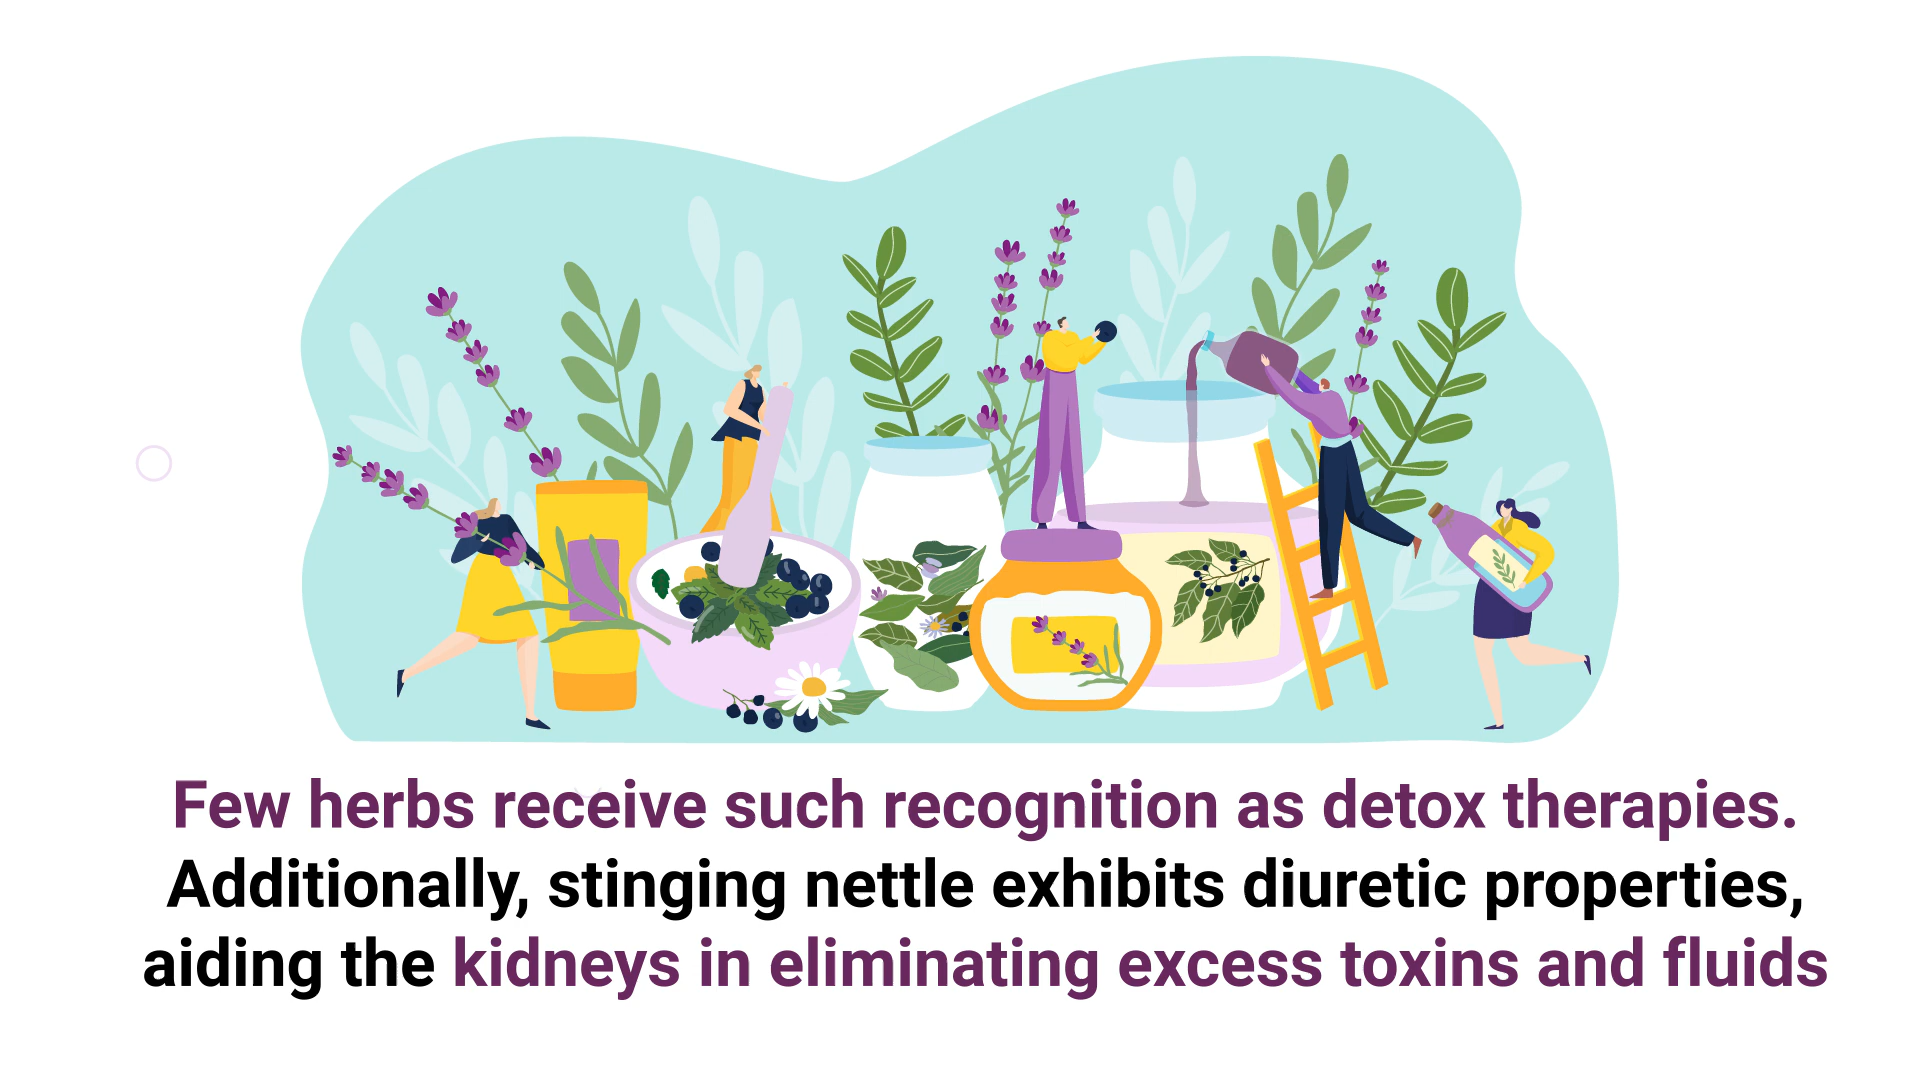 Few herbs receive such recognition as detox therapies.
Additionally, stinging nettle exhibits diuretic properties,
aiding the kidneys in eliminating excess toxins and fluids